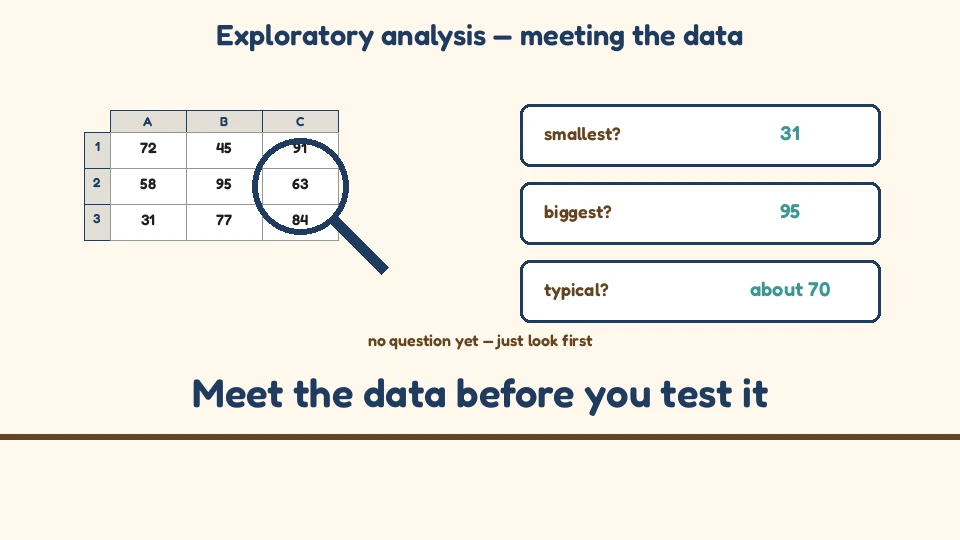 Exploratory analysis — meeting the data
A B C
1 72 45 91
2 58 95 63
3 31 77 84
smallest? 31
biggest? 95
typical? about 70
no question yet — just look first
Meet the data before you test it